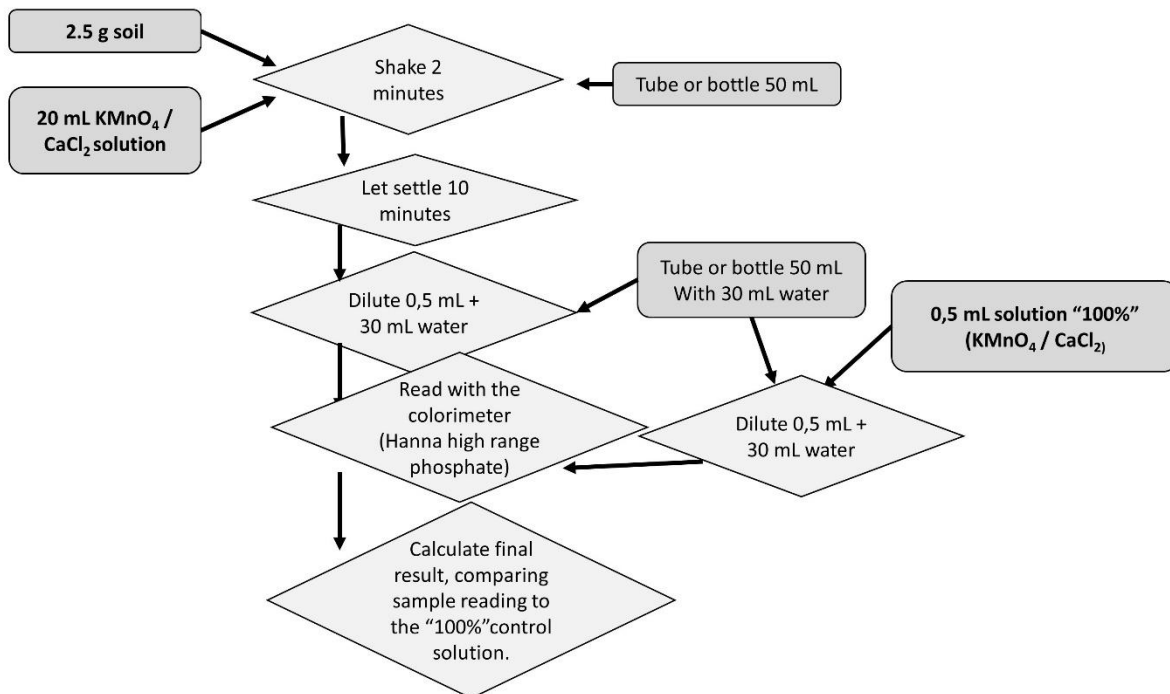 2.5 g soil
20 mL KMnO₄ /
CaCl₂ solution
Shake 2
minutes
Tube or bottle 50 mL
Let settle 10
minutes
Dilute 0,5 mL +
30 mL water
Tube or bottle 50 mL
With 30 mL water
0,5 mL solution “100%”
(KMnO₄ / CaCl₂)
Read with the
colorimeter
(Hanna high range
phosphate)
Dilute 0,5 mL +
30 mL water
Calculate final
result, comparing
sample reading to
the “100%”control
solution.